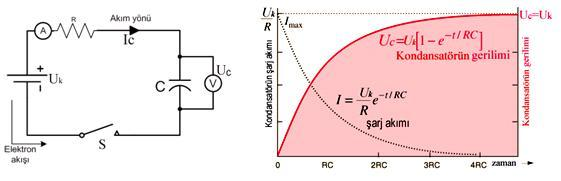 Akım yönü
A
R
Ic
+
Uk
C
Uc
V
S
Elektron
akışı
Uk
R
Imax
Uc=Uk
Uc=Uk[1-e-t/RC]
Kondansatörün gerilimi
I = Uk/R e-t/RC
şarj akımı
Kondansatörün şarj akımı
Kondansatörün gerilimi
0 RC 2RC 3RC 4RC zaman